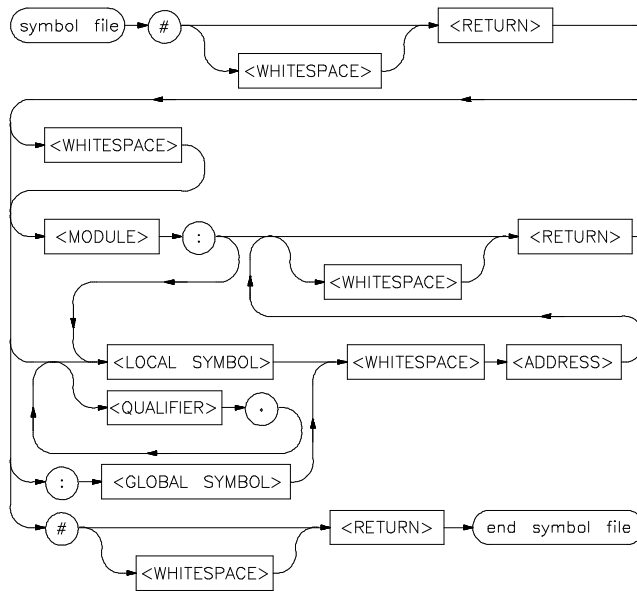 symbol file # <RETURN>
<WHITESPACE>
<WHITESPACE>
<MODULE> : <RETURN>
<WHITESPACE>
<LOCAL SYMBOL> <WHITESPACE> <ADDRESS>
<QUALIFIER> .
: <GLOBAL SYMBOL>
# <RETURN> end symbol file
<WHITESPACE>